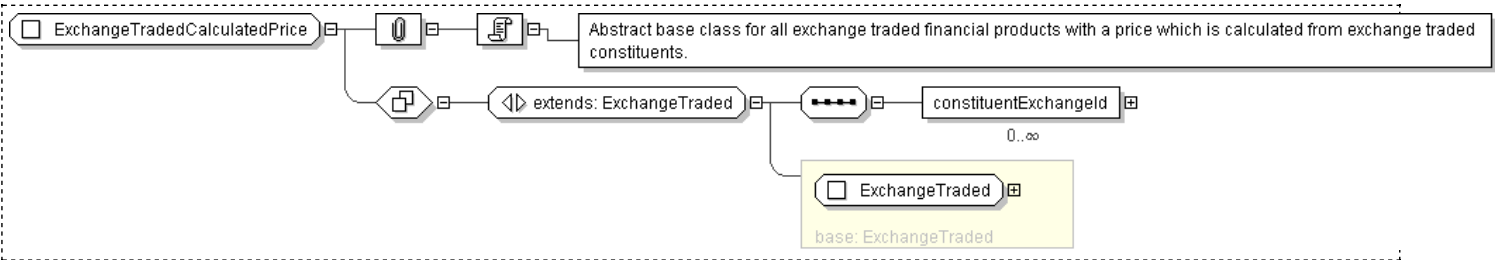 ExchangeTradedCalculatedPrice
Abstract base class for all exchange traded financial products with a price which is calculated from exchange traded
constituents.
extends: ExchangeTraded
constituentExchangeId
0..∞
ExchangeTraded
base: ExchangeTraded